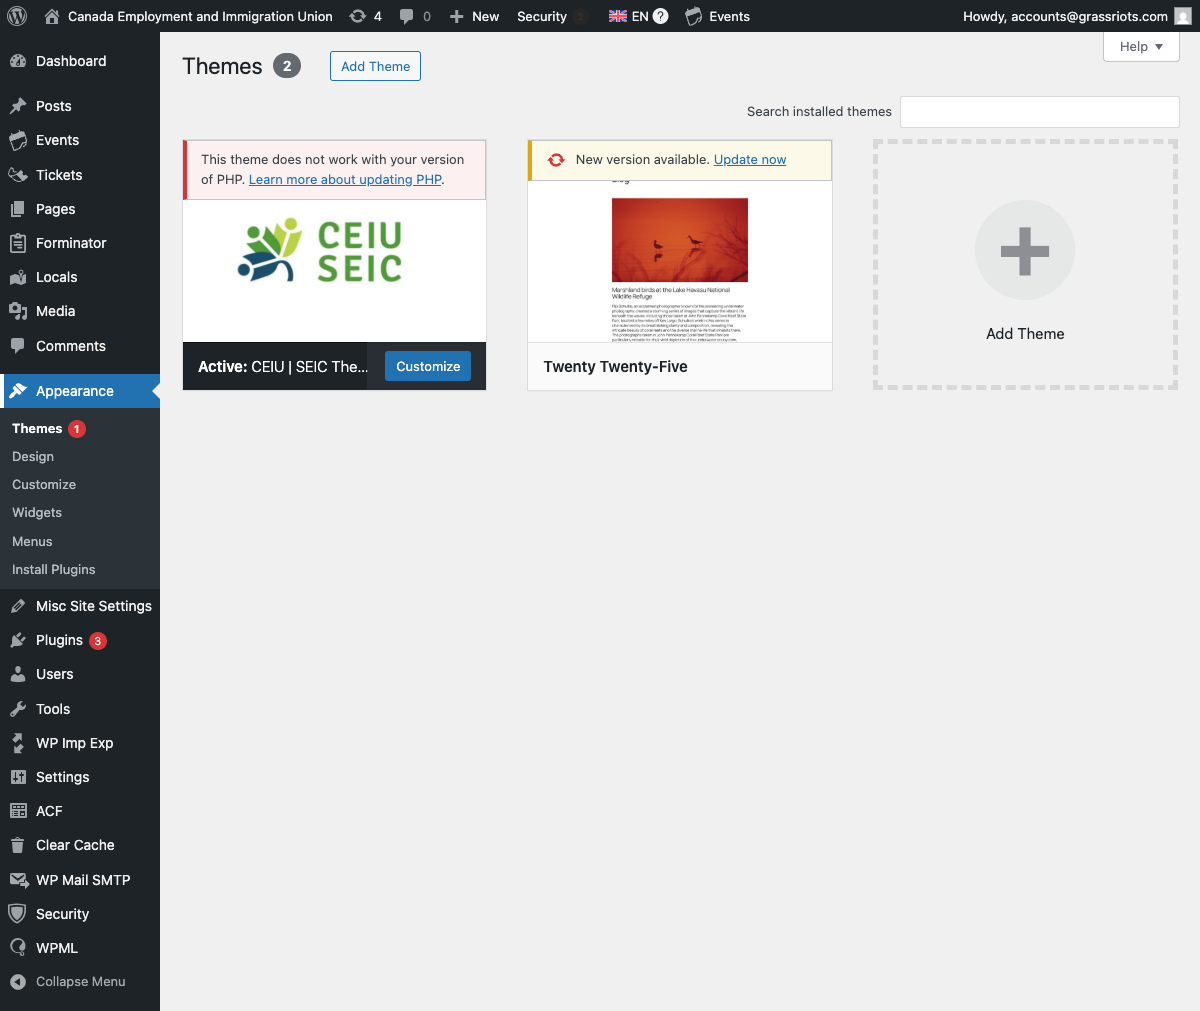 Canada Employment and Immigration Union
4
0
New
Security
EN
?
Events
Howdy, accounts@grassriots.com
Help ▼
Dashboard
Posts
Events
Tickets
Pages
Forminator
Locals
Media
Comments
Appearance
Themes 1
Design
Customize
Widgets
Menus
Install Plugins
Misc Site Settings
Plugins 3
Users
Tools
WP Imp Exp
Settings
ACF
Clear Cache
WP Mail SMTP
Security
WPML
Collapse Menu
Themes 2
Add Theme
Search installed themes
This theme does not work with your version
of PHP. Learn more about updating PHP.
CEIU
SEIC
Active: CEIU | SEIC The...
Customize
New version available. Update now
Marshland birds at the Lake Havasu National
Wildlife Refuge
Twenty Twenty-Five
Add Theme